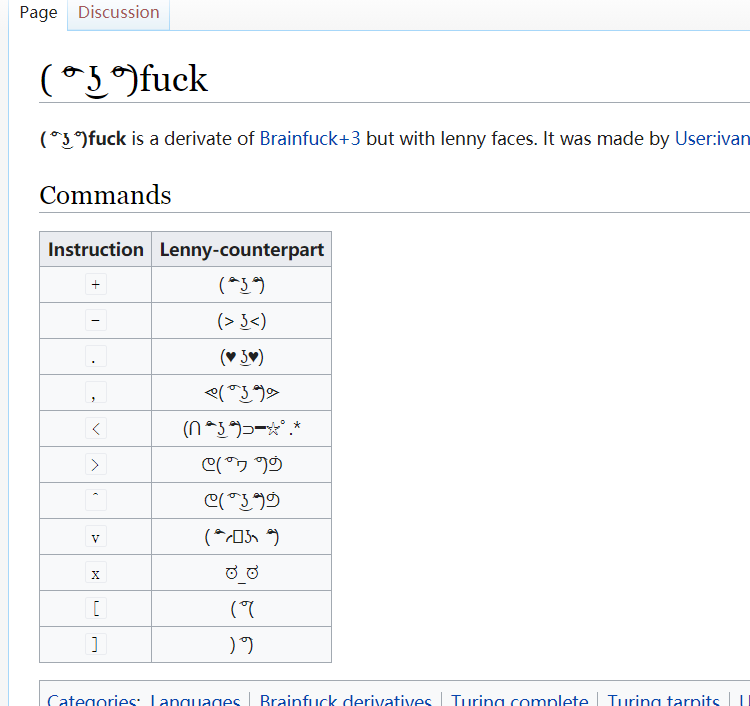 Page Discussion
( ͡° ͜ʖ ͡°)fuck
( ͡° ͜ʖ ͡°)fuck is a derivate of Brainfuck+3 but with lenny faces. It was made by User:ivan
Commands
Instruction Lenny-counterpart
+ ( ͡° ͜ʖ ͡°)
- (> ͜ʖ<)
. (♥ ͜ʖ♥)
, ᕙ( ͡° ͜ʖ ͡°)ᕗ
< (∩ ͡° ͜ʖ ͡°)⊃━☆ﾟ.*
> ᘳ( ͡° ヮ ͡°)ᘰ
^ ᘳ( ͡° ͜ʖ ͡°)ᘰ
v ( ͡°╭͜ʖ╮ ͡°)
x ಠ_ಠ
[ ( ͡°(
] ) ͡°)
Categories: Languages Brainfuck derivatives Turing complete Turing tarpits